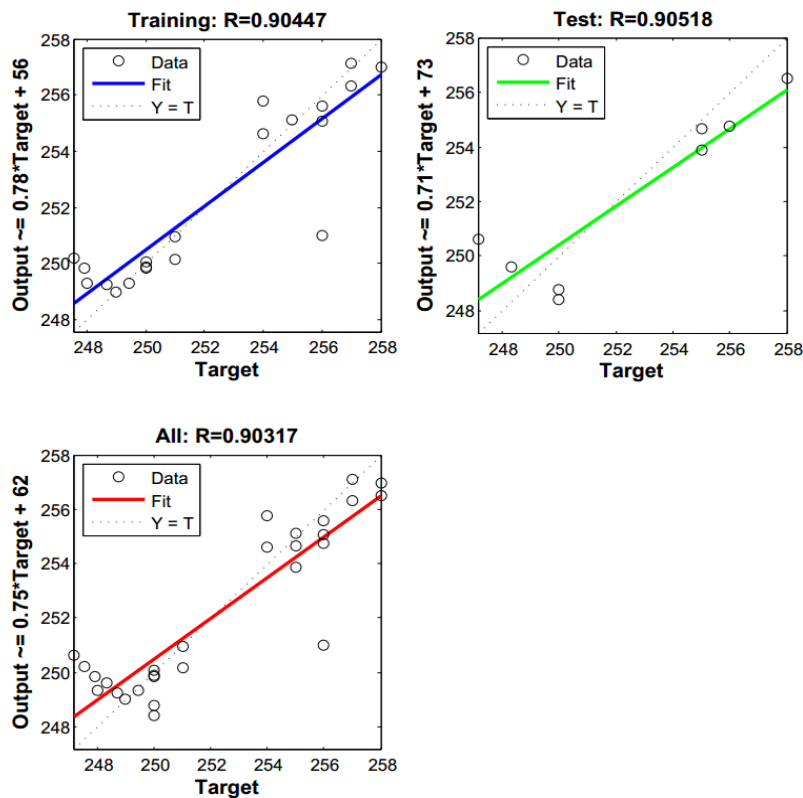 Training: R=0.90447
Data
Fit
Y = T
Output ~= 0.78*Target + 56
258
256
254
252
250
248
248
250
252
254
256
258
Target
Test: R=0.90518
Data
Fit
Y = T
Output ~= 0.71*Target + 73
258
256
254
252
250
248
248
250
252
254
256
258
Target
All: R=0.90317
Data
Fit
Y = T
Output ~= 0.75*Target + 62
258
256
254
252
250
248
248
250
252
254
256
258
Target